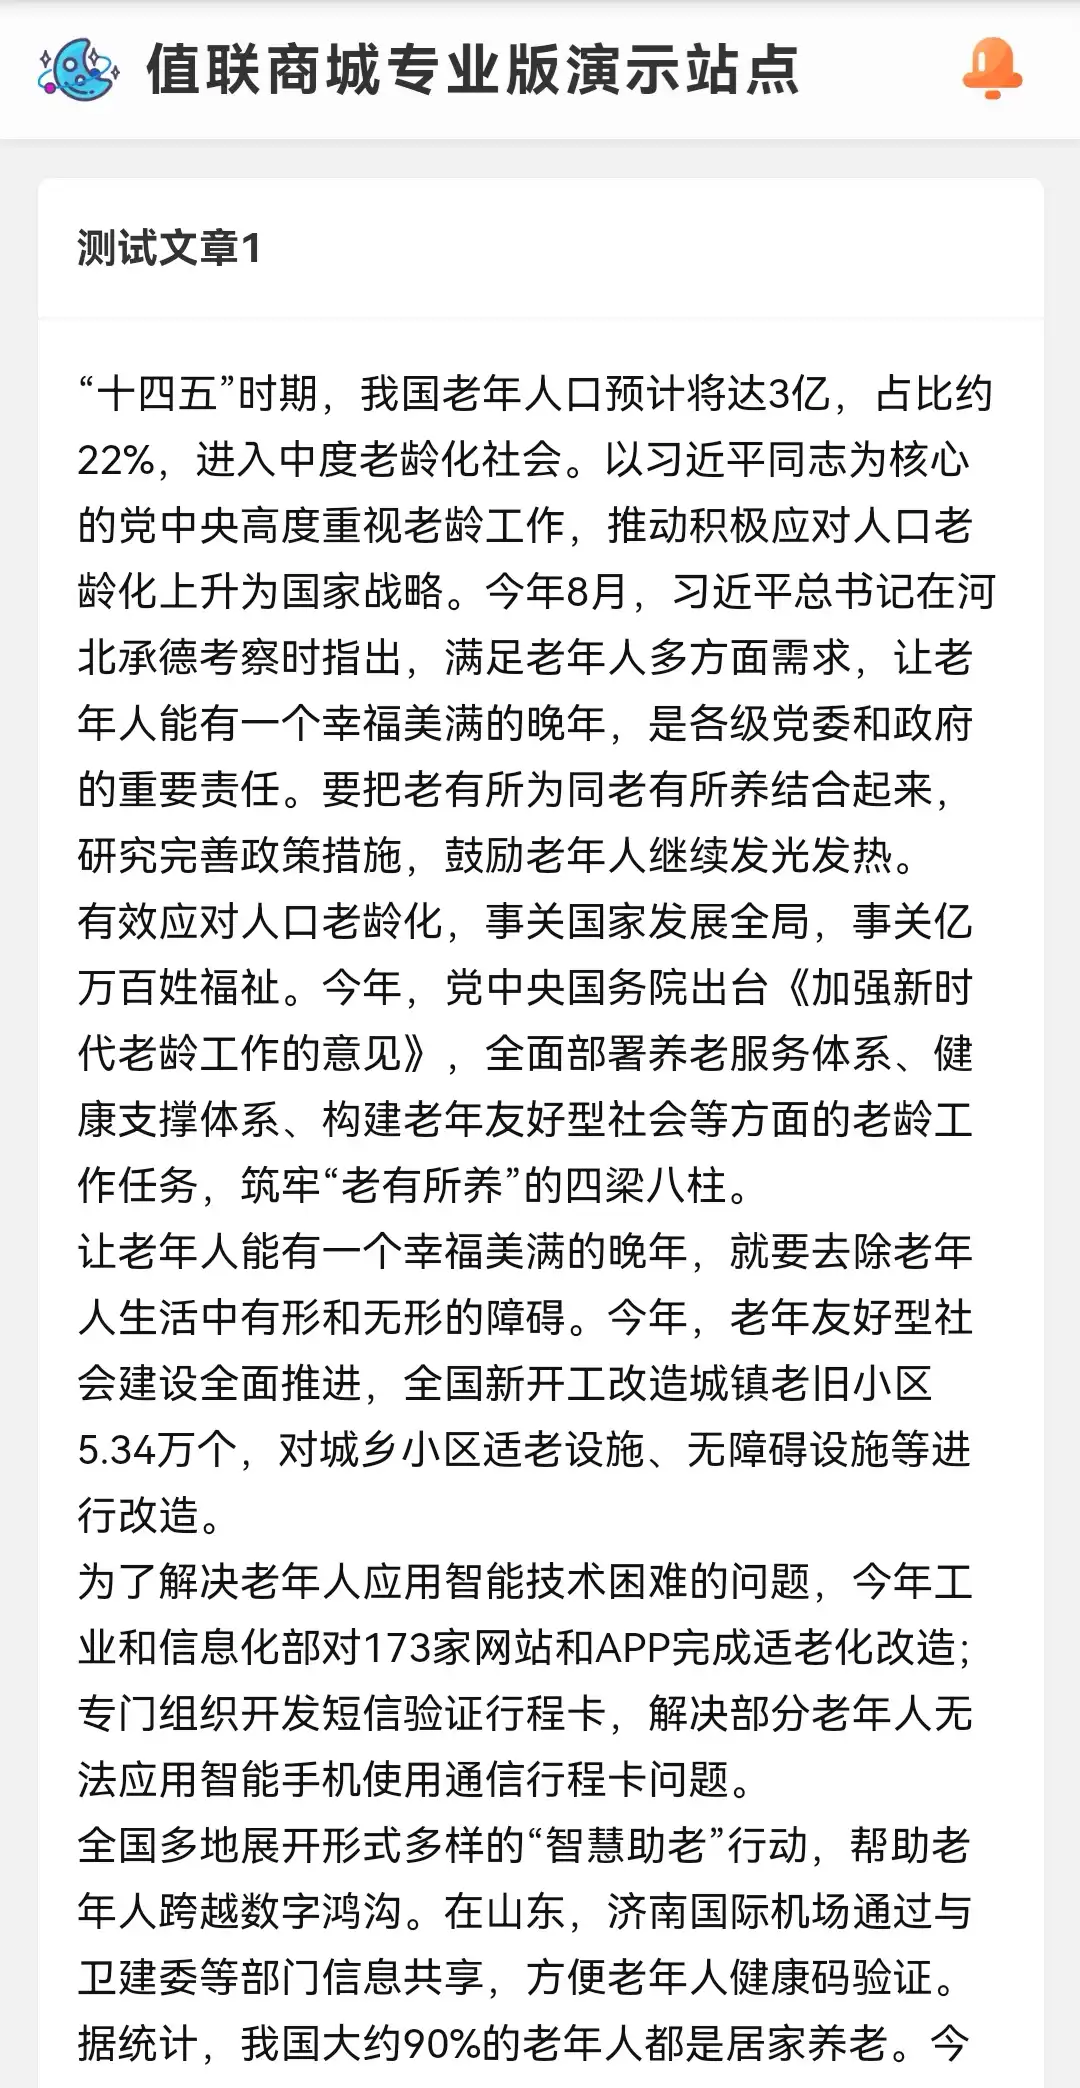 值联商城专业版演示站点
测试文章1
“十四五”时期，我国老年人口预计将达3亿，占比约
22%，进入中度老龄化社会。以习近平同志为核心
的党中央高度重视老龄工作，推动积极应对人口老
龄化上升为国家战略。今年8月，习近平总书记在河
北承德考察时指出，满足老年人多方面需求，让老
年人能有一个幸福美满的晚年，是各级党委和政府
的重要责任。要把老有所为同老有所养结合起来，
研究完善政策措施，鼓励老年人继续发光发热。
有效应对人口老龄化，事关国家发展全局，事关亿
万百姓福祉。今年，党中央国务院出台《加强新时
代老龄工作的意见》，全面部署养老服务体系、健
康支撑体系、构建老年友好型社会等方面的老龄工
作任务，筑牢“老有所养”的四梁八柱。
让老年人能有一个幸福美满的晚年，就要去除老年
人生活中有形和无形的障碍。今年，老年友好型社
会建设全面推进，全国新开工改造城镇老旧小区
5.34万个，对城乡小区适老设施、无障碍设施等进
行改造。
为了解决老年人应用智能技术困难的问题，今年工
业和信息化部对173家网站和APP完成适老化改造；
专门组织开发短信验证行程卡，解决部分老年人无
法应用智能手机使用通信行程卡问题。
全国多地展开形式多样的“智慧助老”行动，帮助老
年人跨越数字鸿沟。在山东，济南国际机场通过与
卫建委等部门信息共享，方便老年人健康码验证。
据统计，我国大约90%的老年人都是居家养老。今